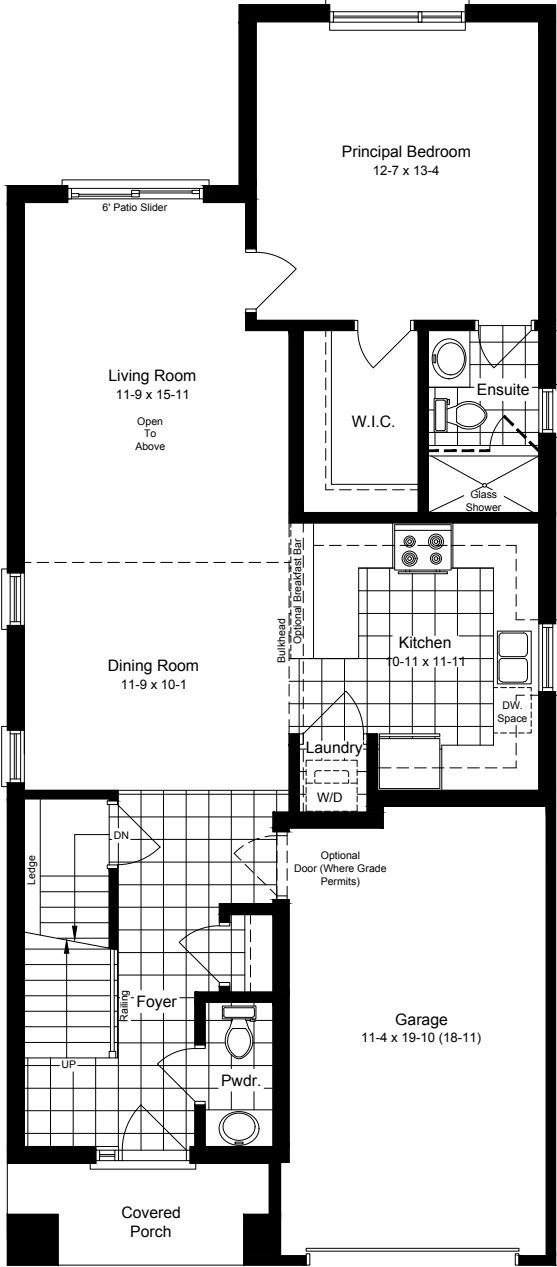 Principal Bedroom
12-7 x 13-4
6' Patio Slider
Living Room
11-9 x 15-11
Open
To
Above
W.I.C.
Ensuite
Glass
Shower
Bulkhead
Optional Breakfast Bar
Kitchen
10-11 x 11-11
Dining Room
11-9 x 10-1
DW.
Space
Laundry
W/D
Ledge
DN
Optional
Door (Where Grade
Permits)
Railing
Foyer
UP
Pwdr.
Garage
11-4 x 19-10 (18-11)
Covered
Porch